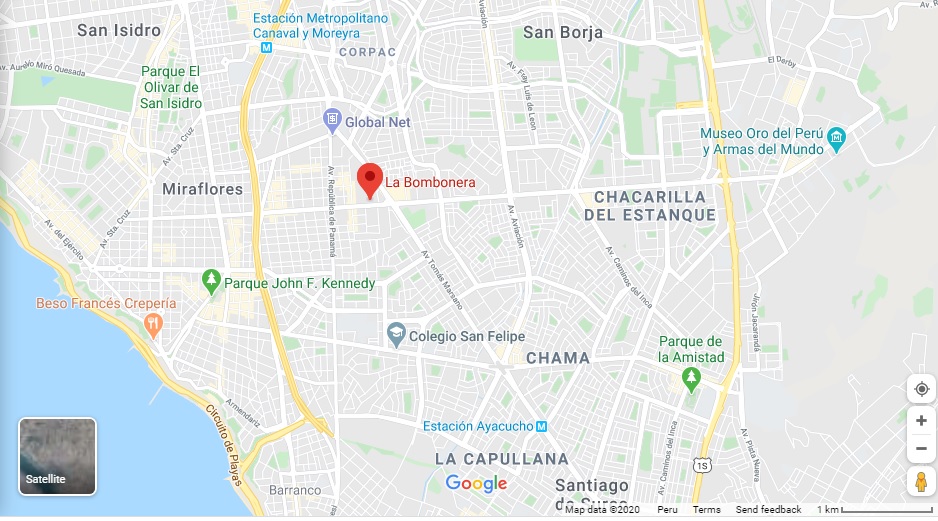 San Isidro
Estación Metropolitano
Canaval y Moreyra
M
CORPAC
San Borja
Av. Aviación
Av. Aurelio Miró Quesada
Parque El
Olivar de
San Isidro
El Derby
Av. Fray Luis de Leon
Global Net
Av. Sta. Cruz
Museo Oro del Perú
y Armas del Mundo
La Bombonera
Miraflores
Av. República de Panamá
CHACARILLA
DEL ESTANQUE
Av. Sta. Cruz
Av. del Ejército
Av. Aviación
Av. Tomás Marsano
Av. Caminos del Inca
Parque John F. Kennedy
Beso Francés Crepería
Jirón Jacarandá
Colegio San Felipe
CHAMA
Parque de
la Amistad
Armendariz
Circuito de Playas
Estación Ayacucho M
Av. Caminos del Inca
Av. Pista Nueva
LA CAPULLANA
1S
Satellite
Google
Barranco
Santiago
de Surco
Map data ©2020 Peru Terms Send feedback 1 km